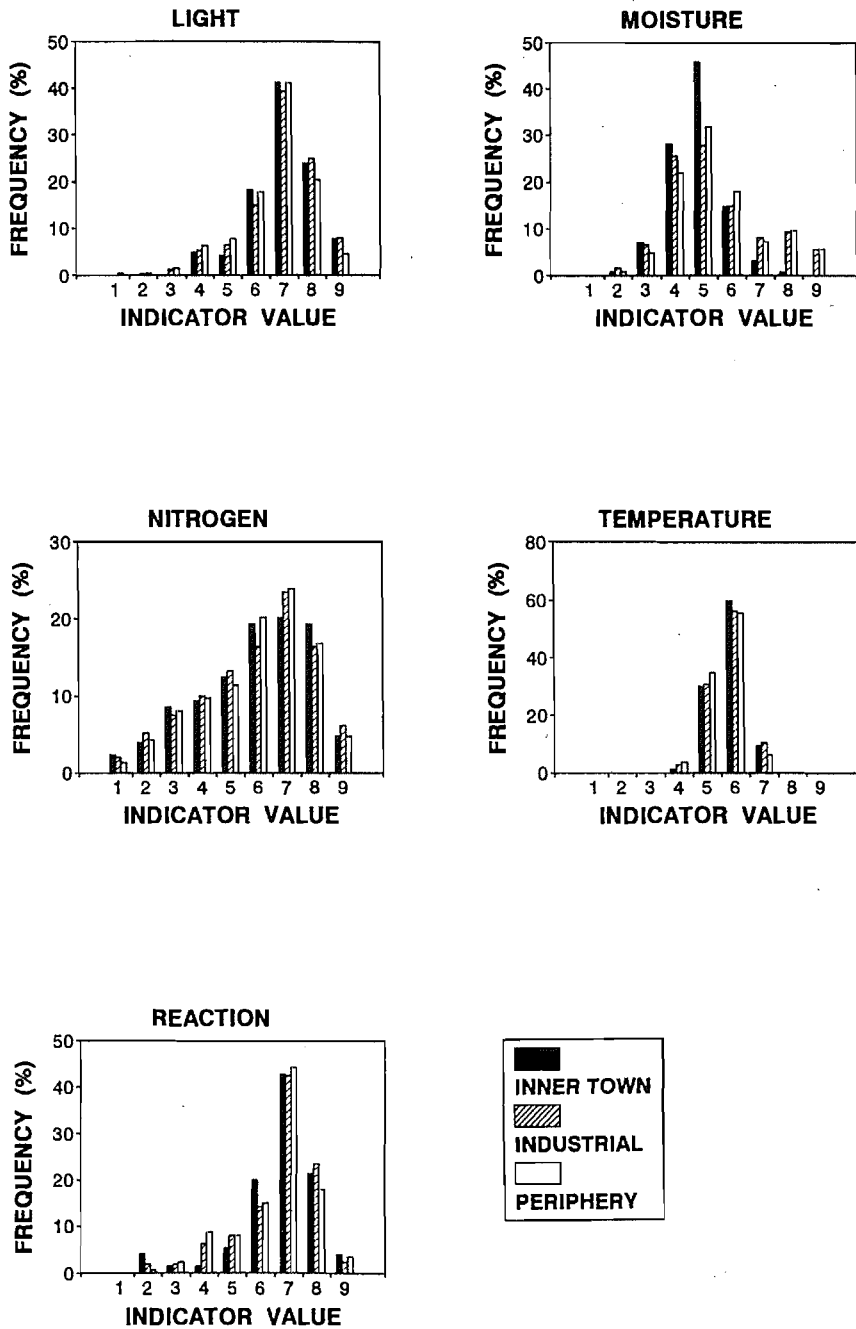 LIGHT
FREQUENCY (%)
50
40
30
20
10
0
1 2 3 4 5 6 7 8 9
INDICATOR VALUE
MOISTURE
FREQUENCY (%)
50
40
30
20
10
0
1 2 3 4 5 6 7 8 9
INDICATOR VALUE
NITROGEN
FREQUENCY (%)
30
20
10
0
1 2 3 4 5 6 7 8 9
INDICATOR VALUE
TEMPERATURE
FREQUENCY (%)
80
60
40
20
0
1 2 3 4 5 6 7 8 9
INDICATOR VALUE
REACTION
FREQUENCY (%)
50
40
30
20
10
0
1 2 3 4 5 6 7 8 9
INDICATOR VALUE
INNER TOWN
INDUSTRIAL
PERIPHERY